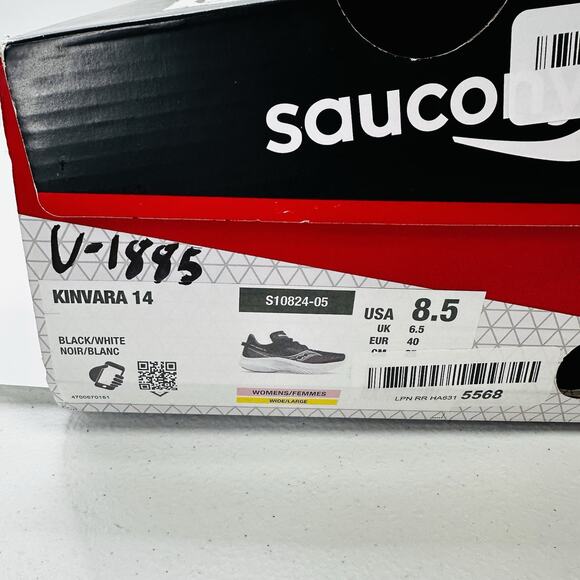 saucony
U-1885
KINVARA 14
S10824-05
USA 8.5
UK 6.5
EUR 40
BLACK/WHITE
NOIR/BLANC
WOMENS/FEMMES
WIDE/LARGE
4700670161
LPN RR HA631 5568